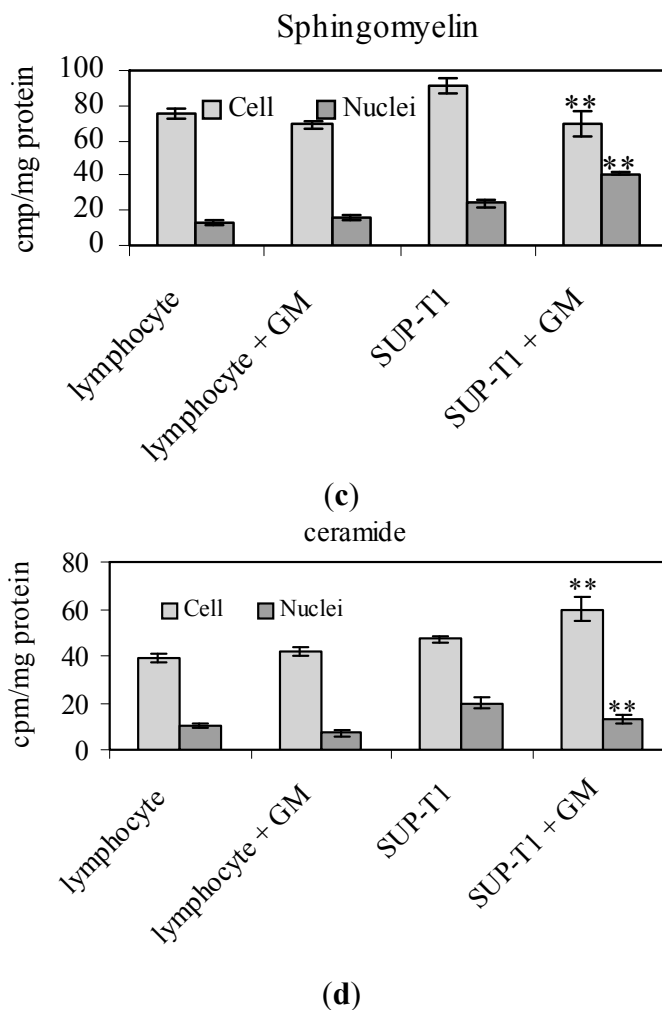 Sphingomyelin
100
80
60
40
20
0
cmp/mg protein
Cell Nuclei
**
**
lymphocyte
lymphocyte + GM
SUP-T1
SUP-T1 + GM
(c)
ceramide
80
60
40
20
0
cpm/mg protein
Cell Nuclei
**
**
lymphocyte
lymphocyte + GM
SUP-T1
SUP-T1 + GM
(d)